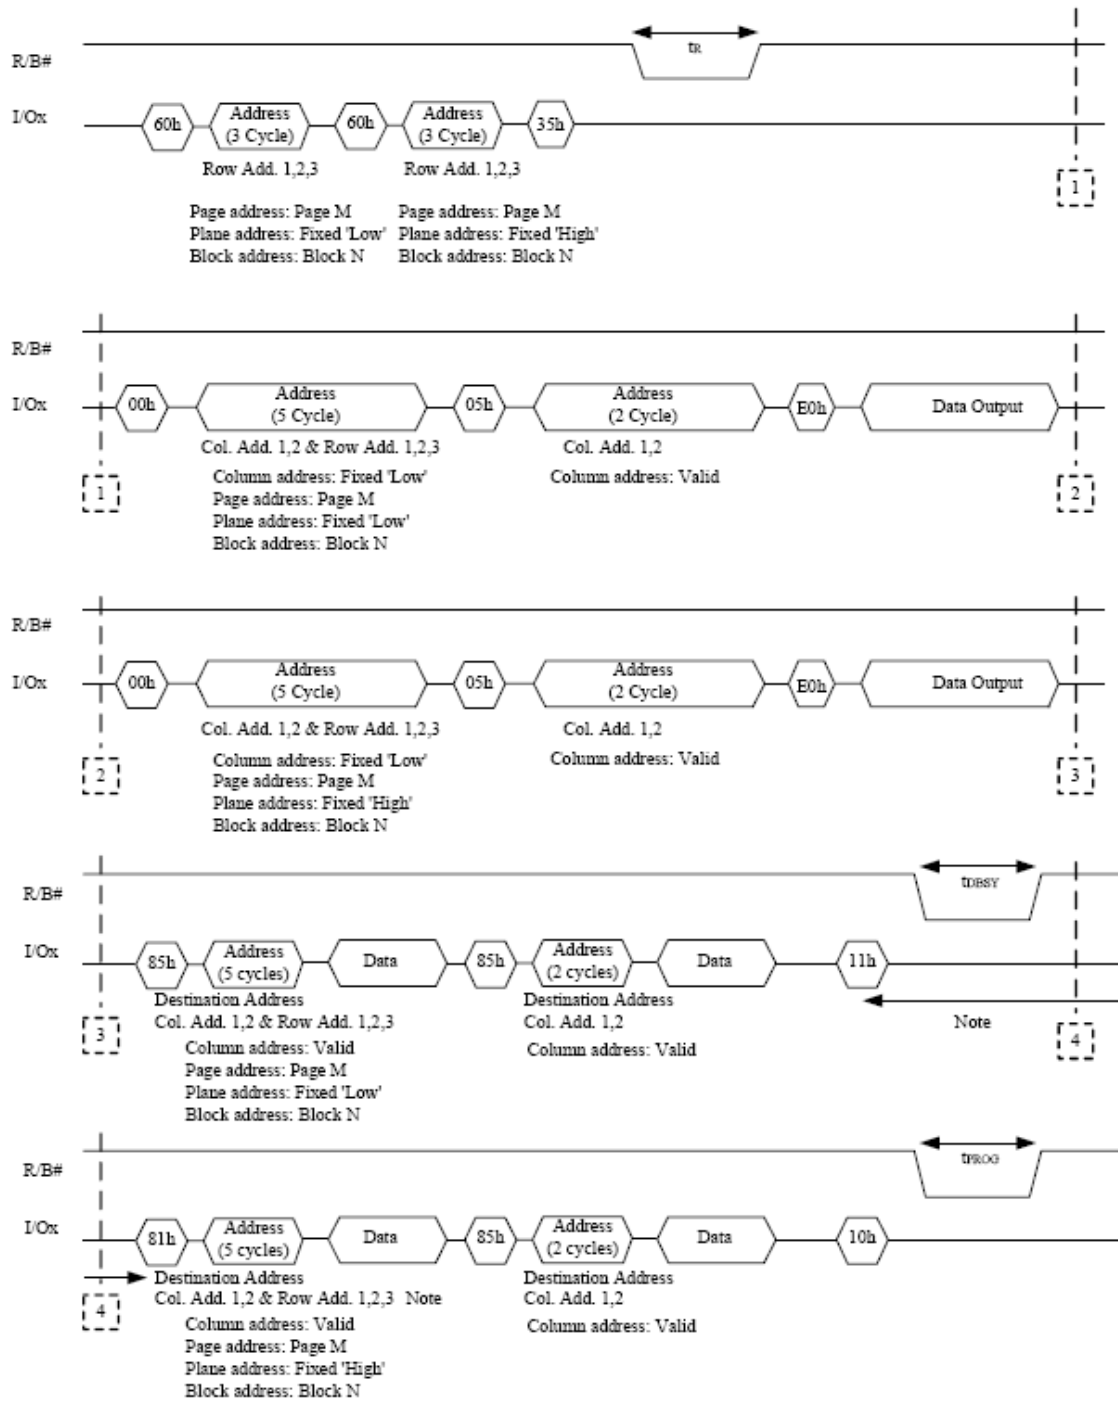 tR
R/B#
I/Ox
60h
Address
(3 Cycle)
60h
Address
(3 Cycle)
35h
Row Add. 1,2,3
Row Add. 1,2,3
1
Page address: Page M
Plane address: Fixed 'Low'
Block address: Block N
Page address: Page M
Plane address: Fixed 'High'
Block address: Block N
R/B#
I/Ox
00h
Address
(5 Cycle)
05h
Address
(2 Cycle)
E0h
Data Output
Col. Add. 1,2 & Row Add. 1,2,3
Col. Add. 1,2
1
Column address: Fixed 'Low'
Page address: Page M
Plane address: Fixed 'Low'
Block address: Block N
Column address: Valid
2
R/B#
I/Ox
00h
Address
(5 Cycle)
05h
Address
(2 Cycle)
E0h
Data Output
Col. Add. 1,2 & Row Add. 1,2,3
Col. Add. 1,2
2
Column address: Fixed 'Low'
Page address: Page M
Plane address: Fixed 'High'
Block address: Block N
Column address: Valid
3
R/B#
tDBSY
I/Ox
85h
Address
(5 cycles)
Data
85h
Address
(2 cycles)
Data
11h
Destination Address
Col. Add. 1,2 & Row Add. 1,2,3
Destination Address
Col. Add. 1,2
Note
3
Column address: Valid
Page address: Page M
Plane address: Fixed 'Low'
Block address: Block N
Column address: Valid
4
R/B#
tPROG
I/Ox
81h
Address
(5 cycles)
Data
85h
Address
(2 cycles)
Data
10h
Destination Address
Col. Add. 1,2 & Row Add. 1,2,3 Note
Destination Address
Col. Add. 1,2
4
Column address: Valid
Page address: Page M
Plane address: Fixed 'High'
Block address: Block N
Column address: Valid